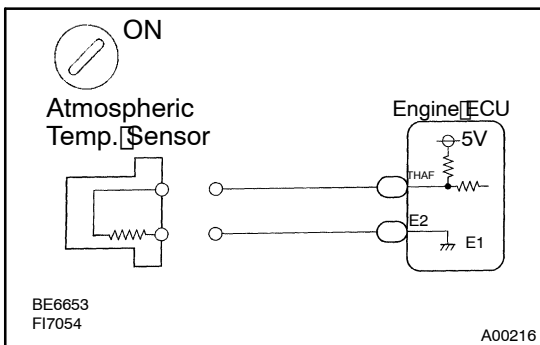 ON
Atmospheric
Temp. Sensor
Engine ECU
5V
THAF
E2
E1
BE6653
FI7054
A00216